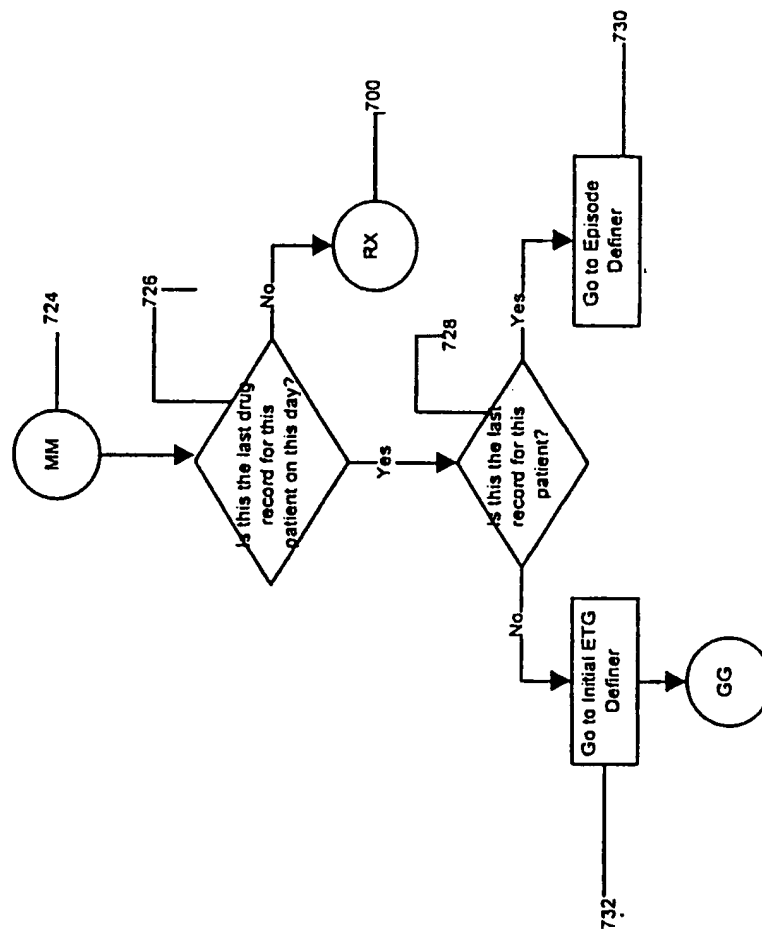 MM
724
Is this the last drug
record for this
patient on this day?
726
No
RX
700
Yes
Is this the last
record for this
patient?
728
No
Yes
Go to Initial ETG
Definer
732
Go to Episode
Definer
730
GG